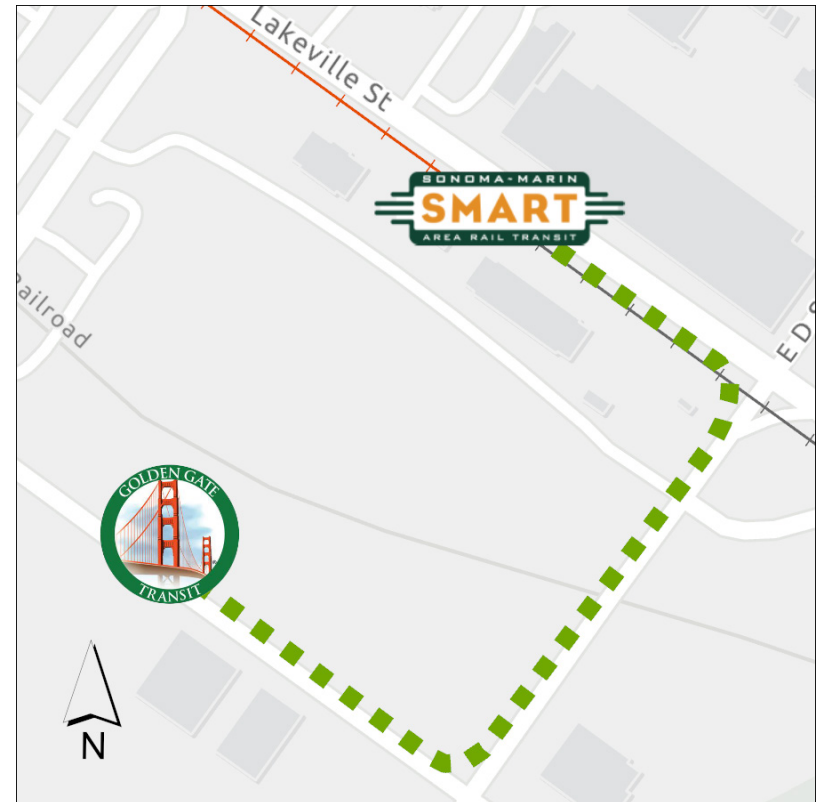 Lakeville St
SONOMA-MARIN
SMART
AREA RAIL TRANSIT
E D S
Railroad
GOLDEN GATE
TRANSIT
N